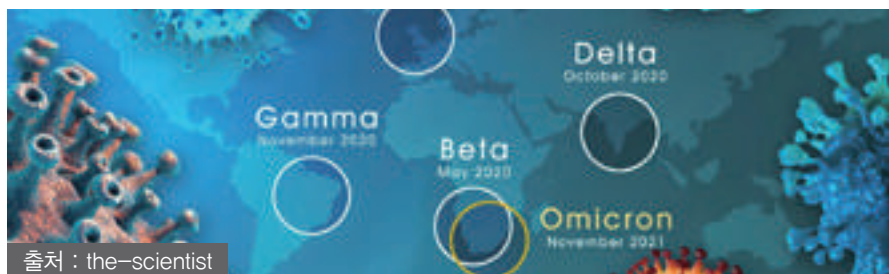 Delta
October 2020
Gamma
November 2020
Beta
May 2020
Omicron
November 2021
출처 : the-scientist